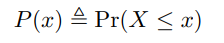 P(x) ≜ Pr(X ≤ x)